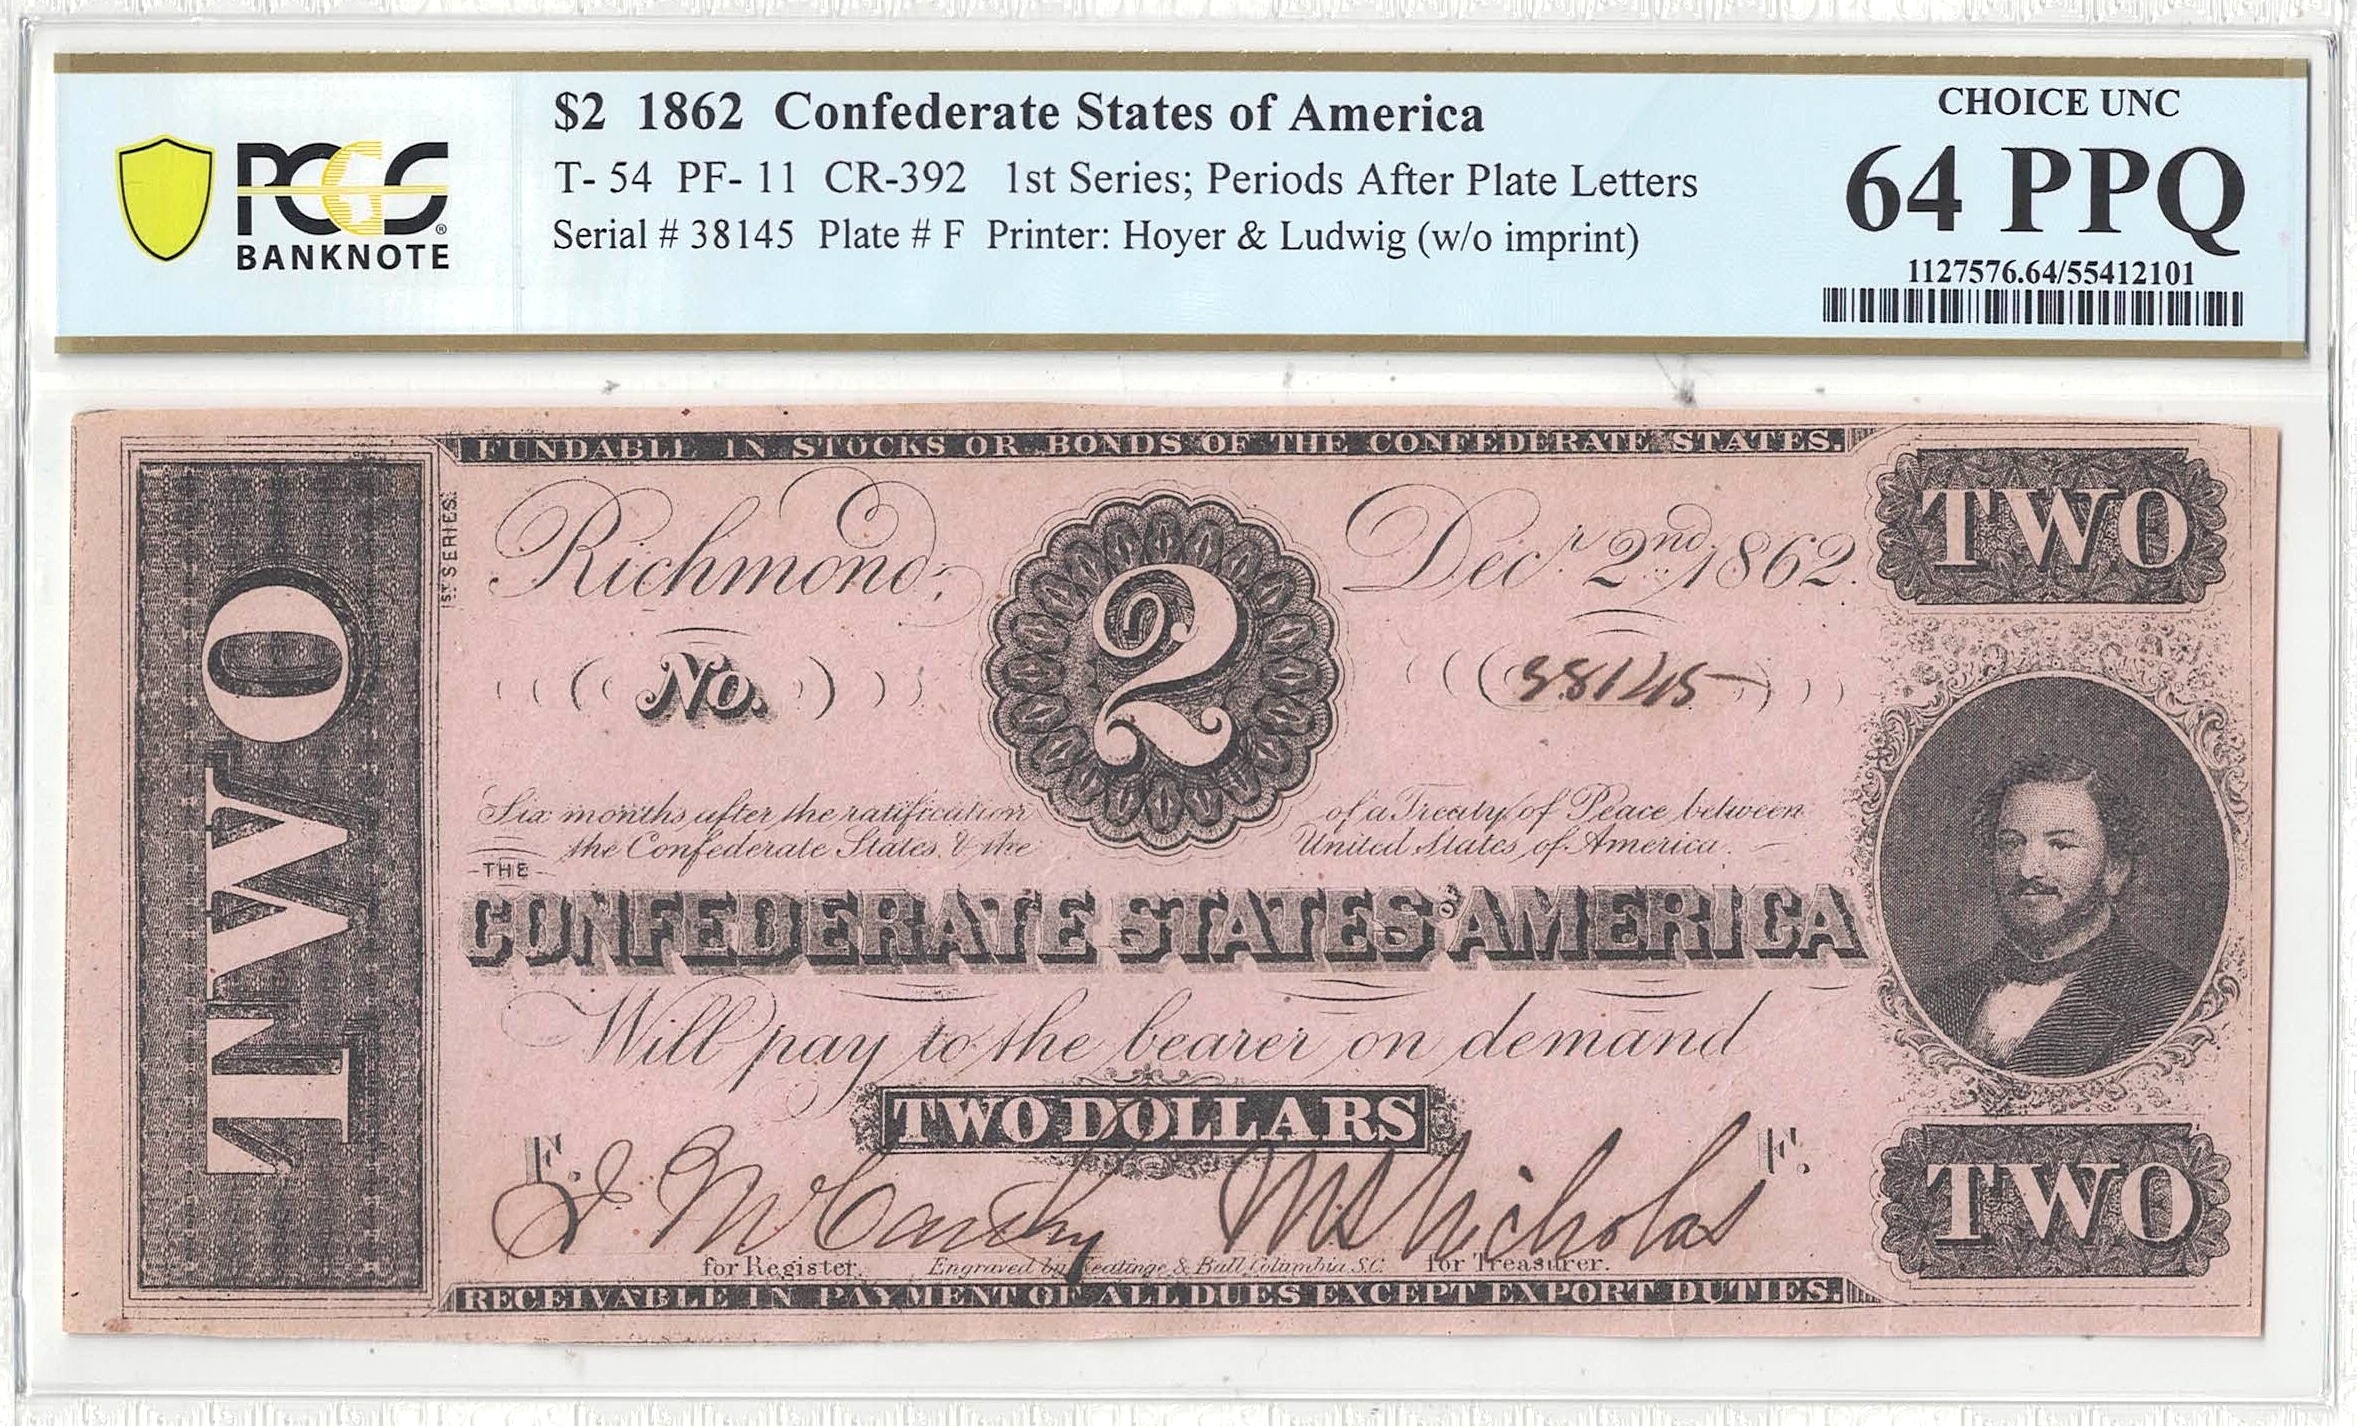 PCGS
BANKNOTE
$2 1862 Confederate States of America
T- 54 PF- 11 CR-392 1st Series; Periods After Plate Letters
Serial # 38145 Plate # F Printer: Hoyer & Ludwig (w/o imprint)
CHOICE UNC
64 PPQ
1127576.64/55412101
FUNDABLE IN STOCKS OR BONDS OF THE CONFEDERATE STATES.
TWO
1ST SERIES.
Richmond, Decr. 2nd 1862.
TWO
2
No. 38145
Six months after the ratification of a Treaty of Peace between
the Confederate States, & the United States of America.
THE
CONFEDERATE STATES OF AMERICA
Will pay to the bearer on demand
TWO DOLLARS
F. F.
J. McCarthy M S Nicholas
TWO
for Register. Engraved by Keatinge & Ball Columbia S.C. for Treasurer.
RECEIVABLE IN PAYMENT OF ALL DUES EXCEPT EXPORT DUTIES.